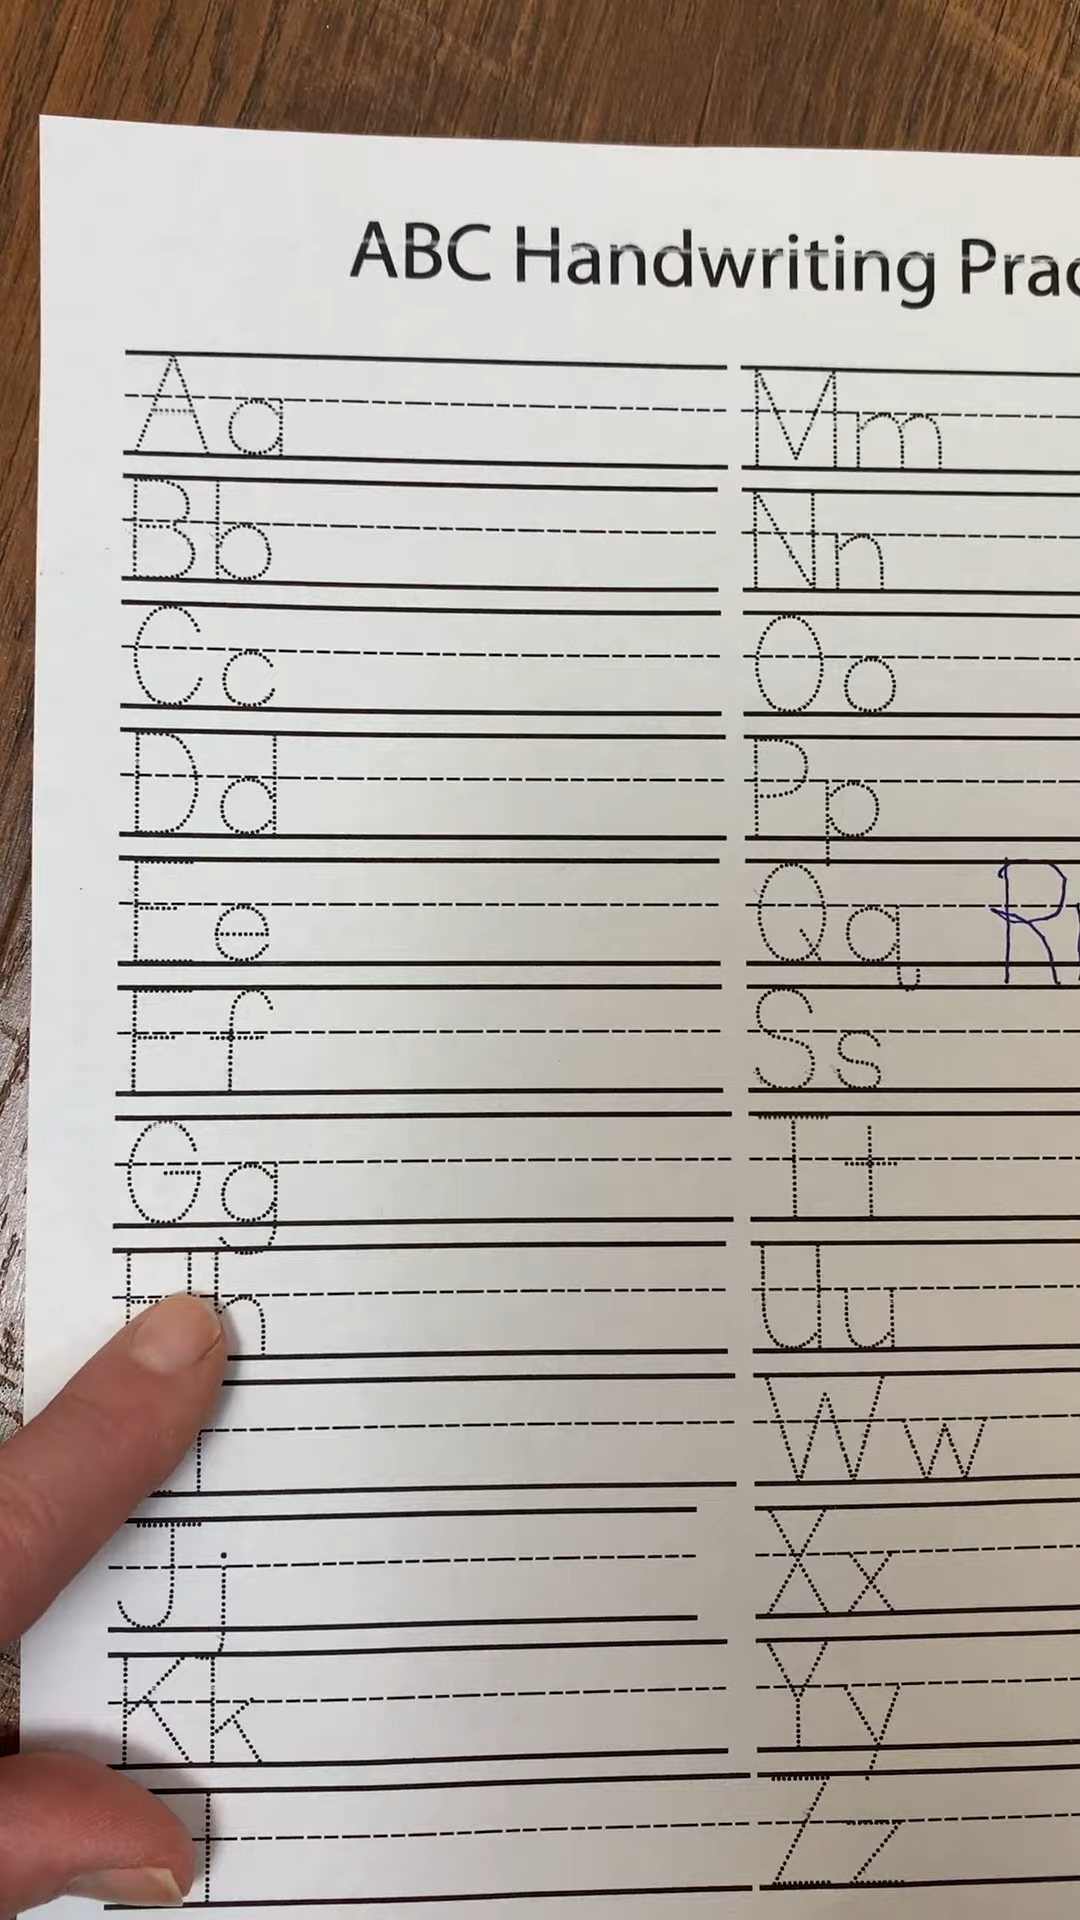 ABC Handwriting Prac
Aa
Bb
Cc
Dd
Ee
Ff
Gg
Hh
Jj
Kk
Mm
Nn
Oo
Pp
Qq R
Ss
Tt
Uu
Ww
Xx
Yy
Zz